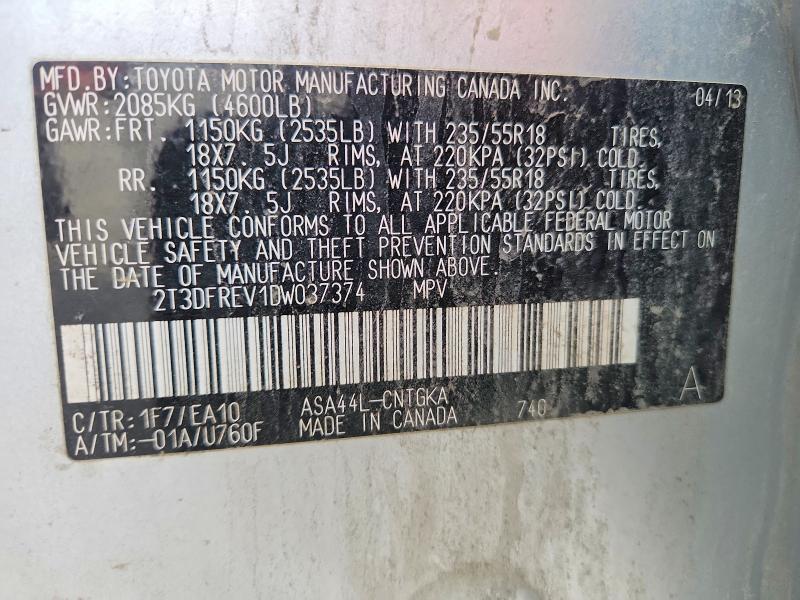 MFD.BY:TOYOTA MOTOR MANUFACTURING CANADA INC. 04/13
GVWR:2085KG (4600LB)
GAWR:FRT. 1150KG (2535LB) WITH 235/55R18 TIRES,
18X7. 5J RIMS, AT 220KPA (32PSI) COLD.
RR. 1150KG (2535LB) WITH 235/55R18 TIRES,
18X7. 5J RIMS, AT 220KPA (32PSI) COLD.
THIS VEHICLE CONFORMS TO ALL APPLICABLE FEDERAL MOTOR
VEHICLE SAFETY AND THEFT PREVENTION STANDARDS IN EFFECT ON
THE DATE OF MANUFACTURE SHOWN ABOVE.
2T3DFREV1DW037374 MPV
C/TR:1F7/EA10 ASA44L-CNTGKA 740 A
A/TM:-01A/U760F MADE IN CANADA